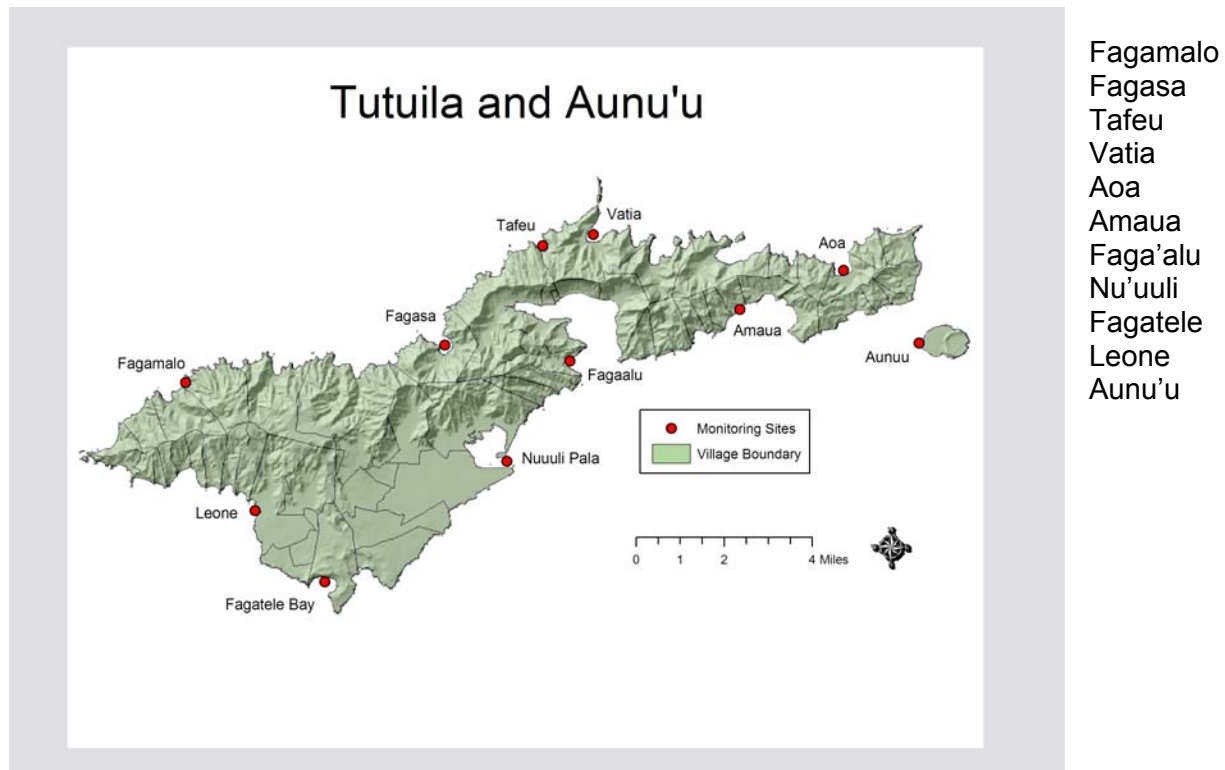 Tutuila and Aunu'u
Vatia
Tafeu
Aoa
Fagasa
Amaua
Aunuu
Fagamalo
Fagaalu
Monitoring Sites
Village Boundary
Nuuuli Pala
Leone
0 1 2 4 Miles
Fagatele Bay
Fagamalo
Fagasa
Tafeu
Vatia
Aoa
Amaua
Faga’alu
Nu’uuli
Fagatele
Leone
Aunu’u